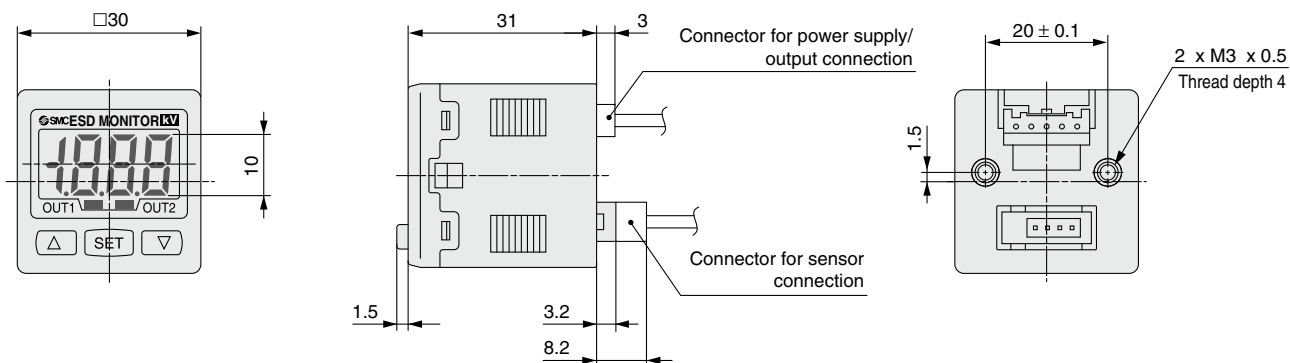 □30
SMC ESD MONITOR kV
-1.8.8.8
OUT1
OUT2
△
SET
▽
10
31
3
Connector for power supply/
output connection
Connector for sensor
connection
1.5
3.2
8.2
20 ± 0.1
2 x M3 x 0.5
Thread depth 4
1.5